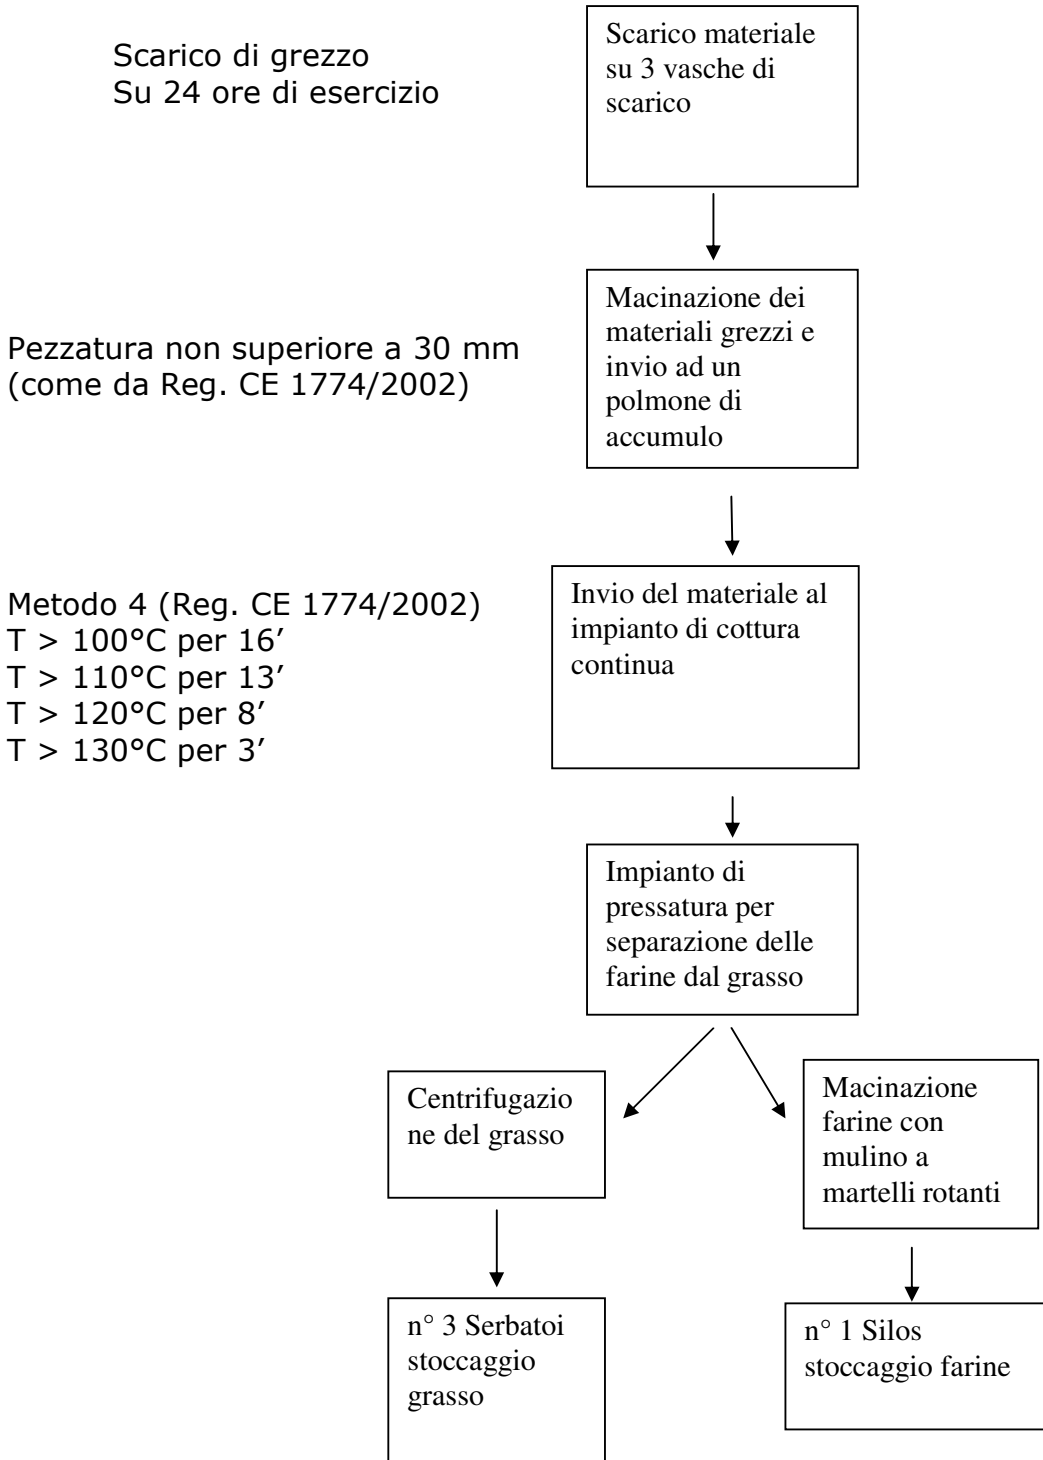 Scarico di grezzo
Su 24 ore di esercizio
Scarico materiale
su 3 vasche di
scarico
Pezzatura non superiore a 30 mm
(come da Reg. CE 1774/2002)
Macinazione dei
materiali grezzi e
invio ad un
polmone di
accumulo
Metodo 4 (Reg. CE 1774/2002)
T > 100°C per 16′
T > 110°C per 13′
T > 120°C per 8′
T > 130°C per 3′
Invio del materiale al
impianto di cottura
continua
Impianto di
pressatura per
separazione delle
farine dal grasso
Centrifugazio
ne del grasso
Macinazione
farine con
mulino a
martelli rotanti
n° 3 Serbatoi
stoccaggio
grasso
n° 1 Silos
stoccaggio farine